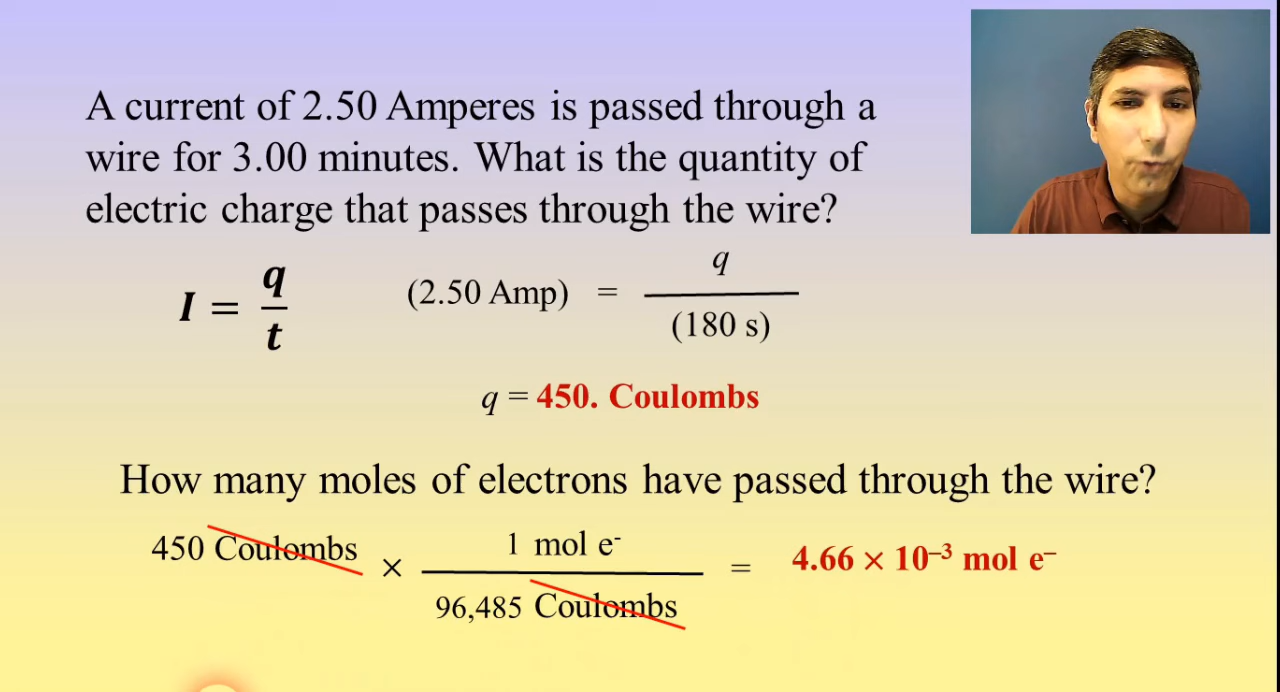 A current of 2.50 Amperes is passed through a
wire for 3.00 minutes. What is the quantity of
electric charge that passes through the wire?
I = q/t (2.50 Amp) = q/(180 s)
q = 450. Coulombs
How many moles of electrons have passed through the wire?
450 Coulombs × 1 mol e⁻/96,485 Coulombs = 4.66 × 10⁻³ mol e⁻